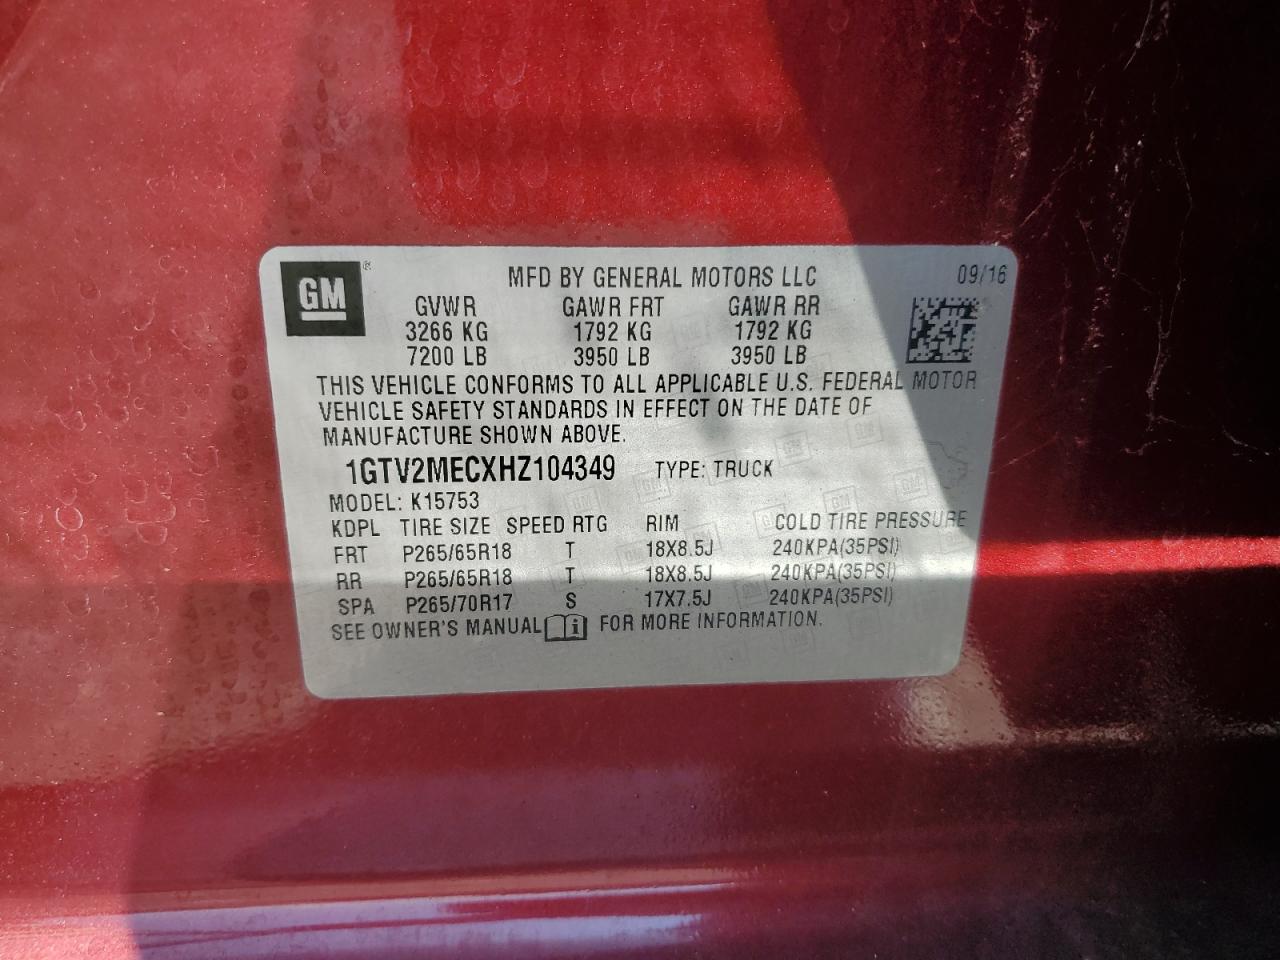 GM ® MFD BY GENERAL MOTORS LLC 09/16
GVWR GAWR FRT GAWR RR
3266 KG 1792 KG 1792 KG
7200 LB 3950 LB 3950 LB
THIS VEHICLE CONFORMS TO ALL APPLICABLE U.S. FEDERAL MOTOR
VEHICLE SAFETY STANDARDS IN EFFECT ON THE DATE OF
MANUFACTURE SHOWN ABOVE.
1GTV2MECXHZ104349 TYPE: TRUCK
MODEL: K15753
KDPL TIRE SIZE SPEED RTG RIM COLD TIRE PRESSURE
FRT P265/65R18 T 18X8.5J 240KPA(35PSI)
RR P265/65R18 T 18X8.5J 240KPA(35PSI)
SPA P265/70R17 S 17X7.5J 240KPA(35PSI)
SEE OWNER'S MANUAL i FOR MORE INFORMATION.